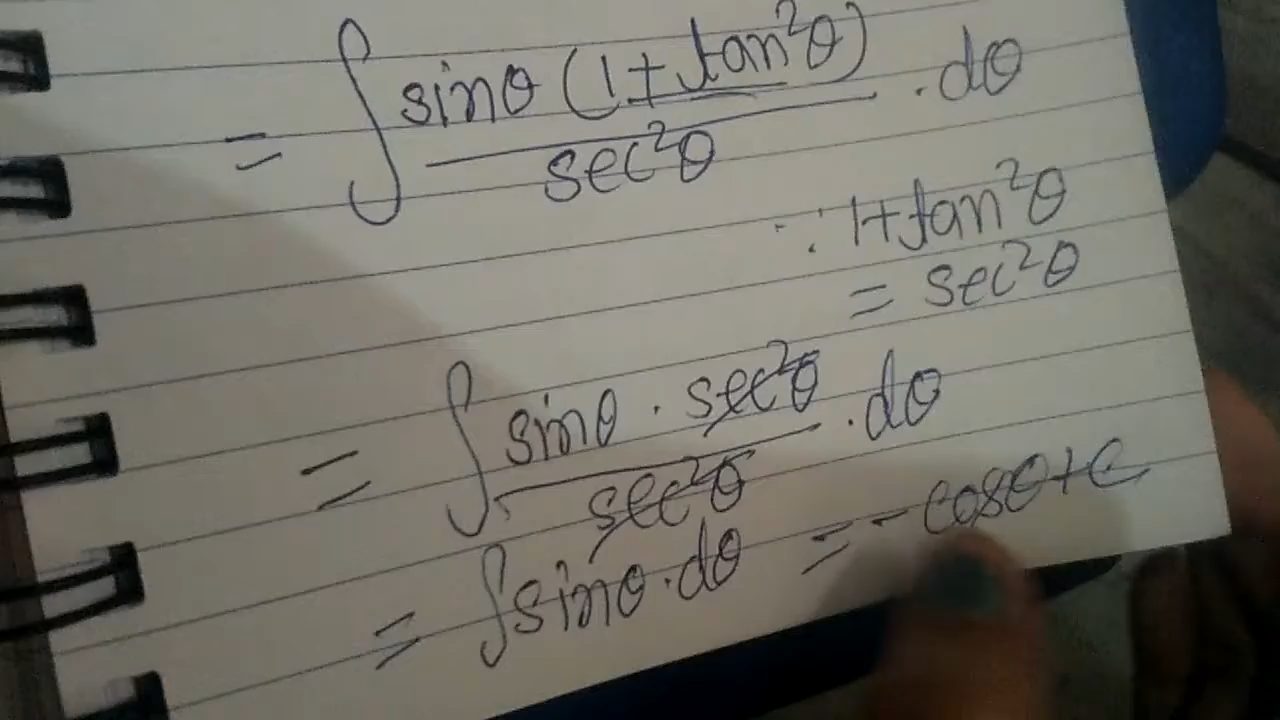 = ∫ sinθ (1 + tan²θ) / sec²θ . dθ
∵ 1 + tan²θ
= sec²θ
= ∫ sinθ . sec²θ / sec²θ . dθ
= ∫ sinθ . dθ = - cosθ + c